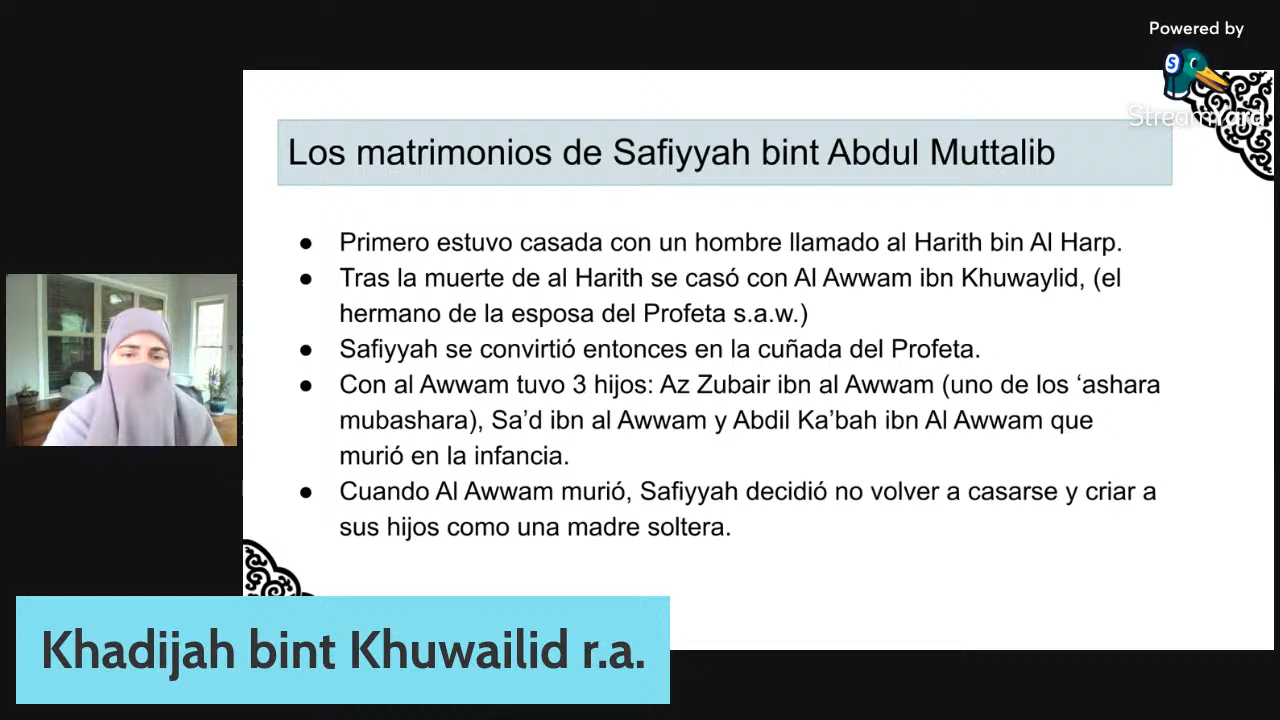 Powered by
StreamYard
Los matrimonios de Safiyyah bint Abdul Muttalib
● Primero estuvo casada con un hombre llamado al Harith bin Al Harp.
● Tras la muerte de al Harith se casó con Al Awwam ibn Khuwaylid, (el
hermano de la esposa del Profeta s.a.w.)
● Safiyyah se convirtió entonces en la cuñada del Profeta.
● Con al Awwam tuvo 3 hijos: Az Zubair ibn al Awwam (uno de los ‘ashara
mubashara), Sa’d ibn al Awwam y Abdil Ka’bah ibn Al Awwam que
murió en la infancia.
● Cuando Al Awwam murió, Safiyyah decidió no volver a casarse y criar a
sus hijos como una madre soltera.
Khadijah bint Khuwailid r.a.